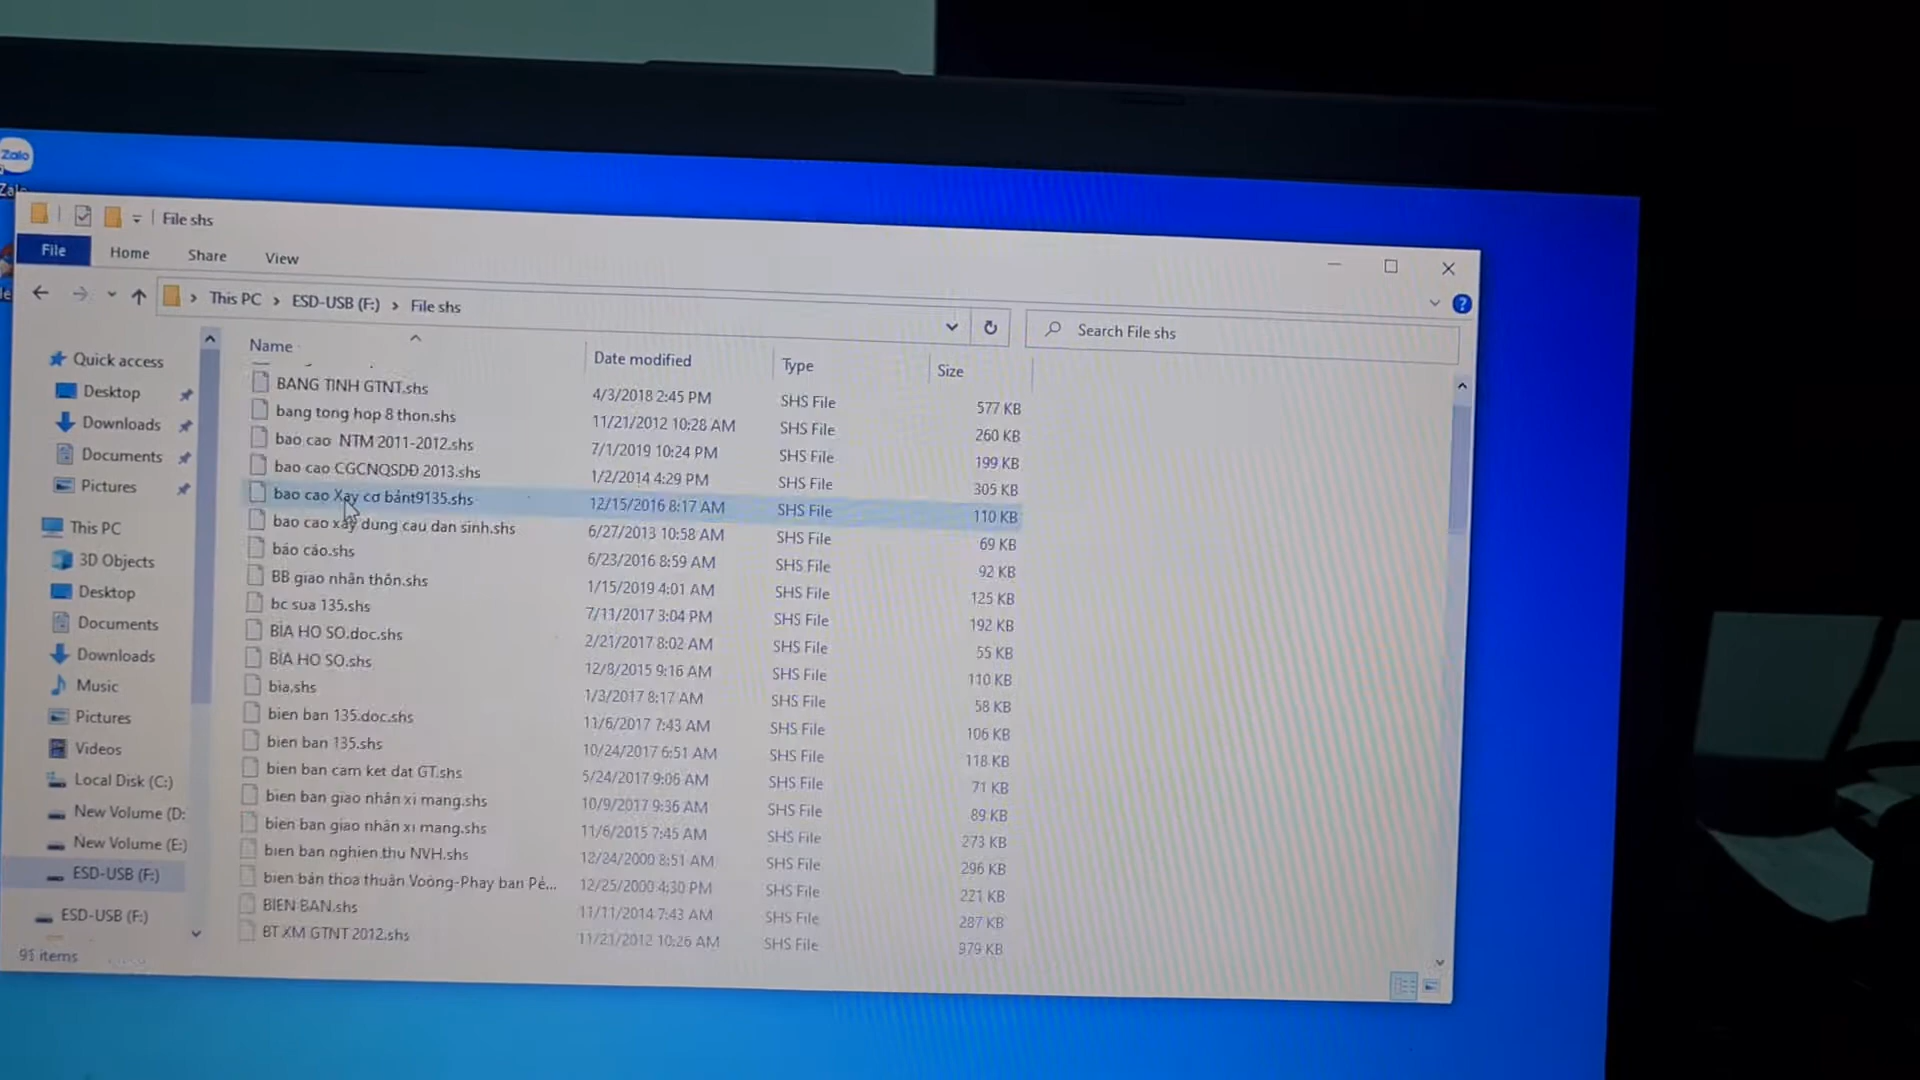 Zalo
File shs
File Home Share View
This PC > ESD-USB (F:) > File shs
Search File shs
Name Date modified Type Size
Quick access
Desktop
Downloads
Documents
Pictures
This PC
3D Objects
Desktop
Documents
Downloads
Music
Pictures
Videos
Local Disk (C:)
New Volume (D:
New Volume (E:)
ESD-USB (F:)
ESD-USB (F:)
BANG TINH GTNT.shs 4/3/2018 2:45 PM SHS File 577 KB
bang tong hop 8 thon.shs 11/21/2012 10:28 AM SHS File 260 KB
bao cao NTM 2011-2012.shs 7/1/2019 10:24 PM SHS File 199 KB
bao cao CGCNQSDĐ 2013.shs 1/2/2014 4:29 PM SHS File 305 KB
bao cao Xay cơ bảnt9135.shs 12/15/2016 8:17 AM SHS File 110 KB
bao cao xây dung cau dan sinh.shs 6/27/2013 10:58 AM SHS File 69 KB
báo cáo.shs 6/23/2016 8:59 AM SHS File 92 KB
BB giao nhân thôn.shs 1/15/2019 4:01 AM SHS File 125 KB
bc sua 135.shs 7/11/2017 3:04 PM SHS File 192 KB
BÌA HO SO.doc.shs 2/21/2017 8:02 AM SHS File 55 KB
BÌA HO SO.shs 12/8/2015 9:16 AM SHS File 110 KB
bìa.shs 1/3/2017 8:17 AM SHS File 58 KB
bien ban 135.doc.shs 11/6/2017 7:43 AM SHS File 106 KB
bien ban 135.shs 10/24/2017 6:51 AM SHS File 118 KB
bien ban cam ket dat GT.shs 5/24/2017 9:06 AM SHS File 71 KB
bien ban giao nhân xi mang.shs 10/9/2017 9:36 AM SHS File 89 KB
bien ban giao nhân xi mang.shs 11/6/2015 7:45 AM SHS File 273 KB
bien ban nghien thu NVH.shs 12/24/2000 8:51 AM SHS File 296 KB
bien bản thoa thuân Voòng-Phay ban Pẻ... 12/25/2000 4:30 PM SHS File 221 KB
BIEN BAN.shs 11/11/2014 7:43 AM SHS File 287 KB
BT XM GTNT 2012.shs 11/21/2012 10:26 AM SHS File 979 KB
items